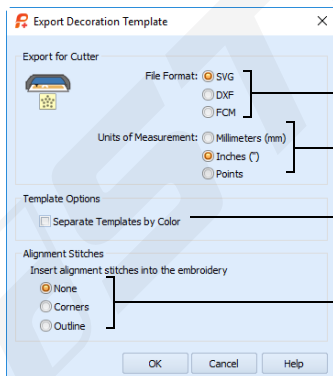 Export Decoration Template
Export for Cutter
File Format: SVG
DXF
FCM
Units of Measurement: Millimeters (mm)
Inches (")
Points
Template Options
Separate Templates by Color
Alignment Stitches
Insert alignment stitches into the embroidery
None
Corners
Outline
OK Cancel Help